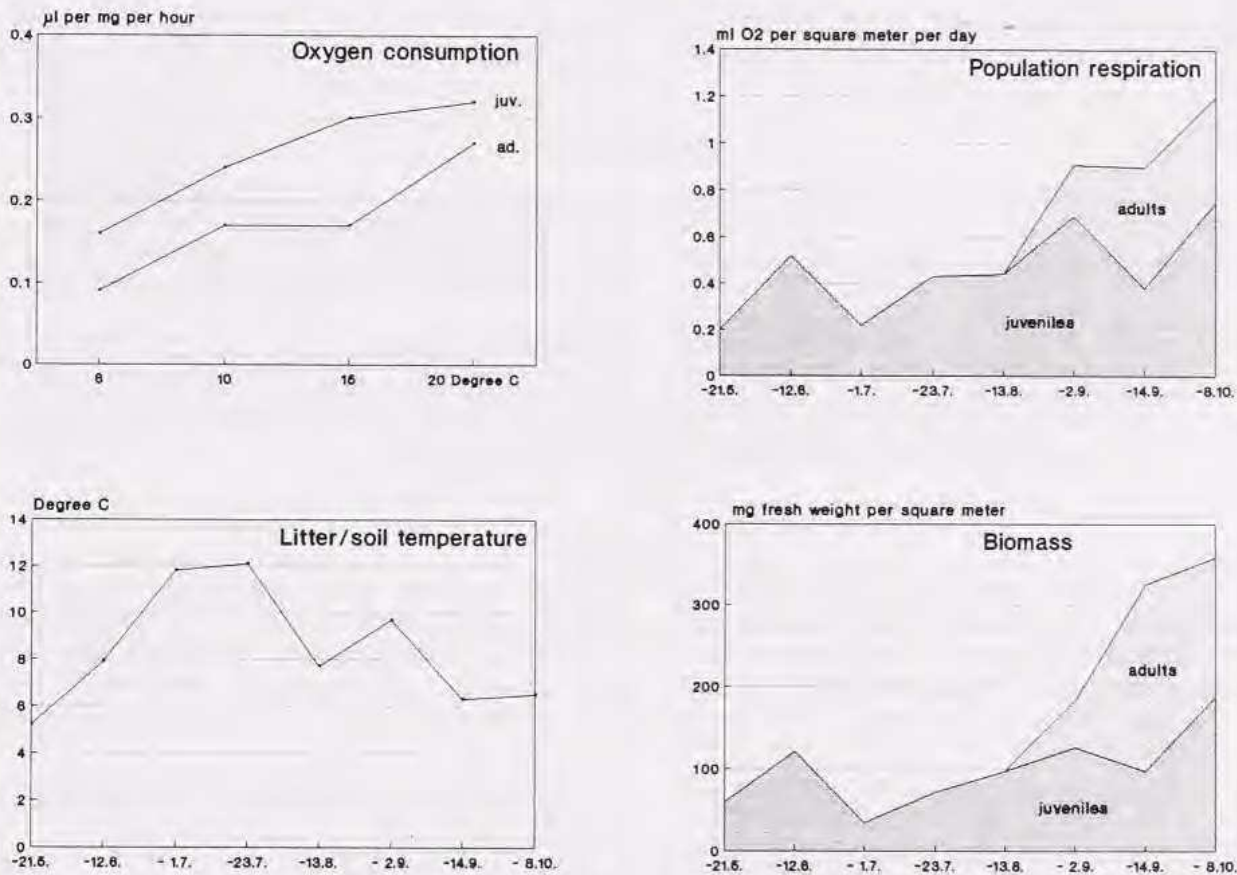 µl per mg per hour
0.4
0.3
0.2
0.1
0
Oxygen consumption
juv.
ad.
5 10 15 20 Degree C
ml O2 per square meter per day
1.4
1.2
1
0.8
0.6
0.4
0.2
0
Population respiration
adults
juveniles
-21.5. -12.6. -1.7. -23.7. -13.8. -2.9. -14.9. -8.10.
Degree C
14
12
10
8
6
4
2
0
Litter/soil temperature
-21.5. -12.6. - 1.7. -23.7. -13.8. - 2.9. -14.9. - 8.10.
mg fresh weight per square meter
400
300
200
100
0
Biomass
adults
juveniles
-21.5. -12.6. - 1.7. -23.7. -13.8. - 2.9. -14.9. - 8.10.